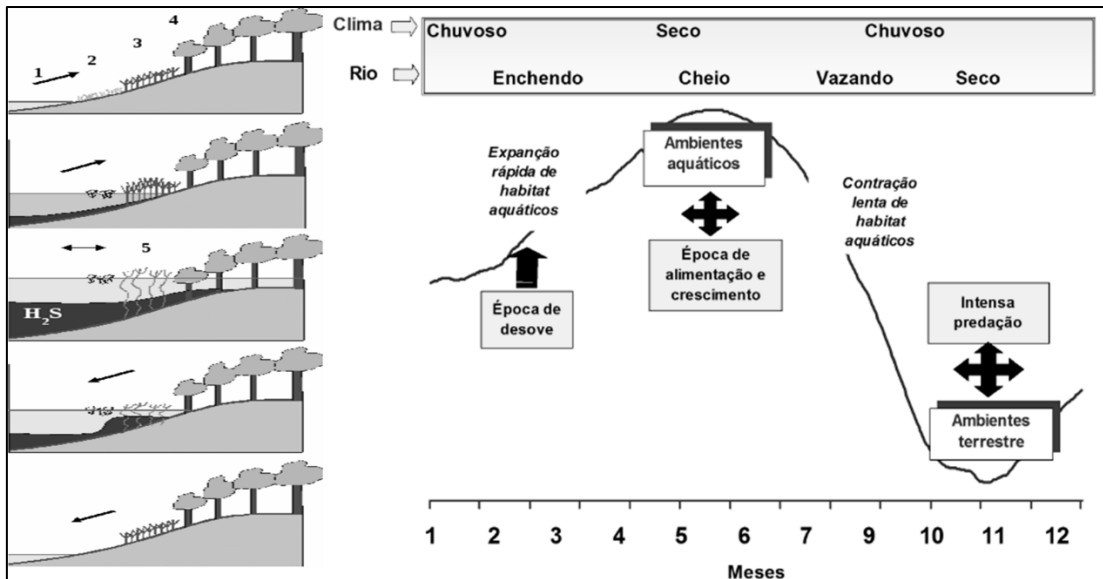 4
3
2
1
5
H₂S
Clima
Chuvoso Seco Chuvoso
Rio
Enchendo Cheio Vazando Seco
Expanção
rápida de
habitat
aquáticos
Ambientes
aquáticos
Contração
lenta de
habitat
aquáticos
Época de
desove
Época de
alimentação e
crescimento
Intensa
predação
Ambientes
terrestre
1 2 3 4 5 6 7 8 9 10 11 12
Meses